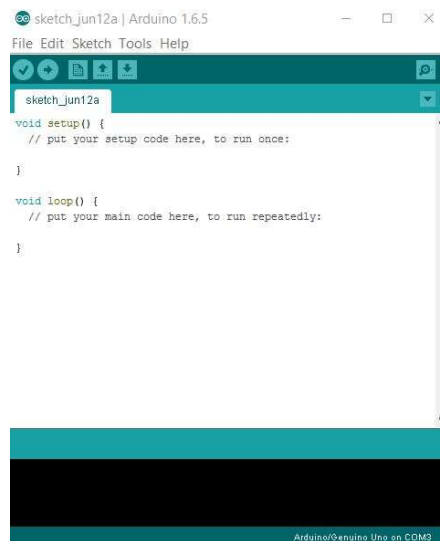 sketch_jun12a | Arduino 1.6.5
File Edit Sketch Tools Help
sketch_jun12a
void setup() {
// put your setup code here, to run once:
}
void loop() {
// put your main code here, to run repeatedly:
}
Arduino/Genuino Uno on COM3